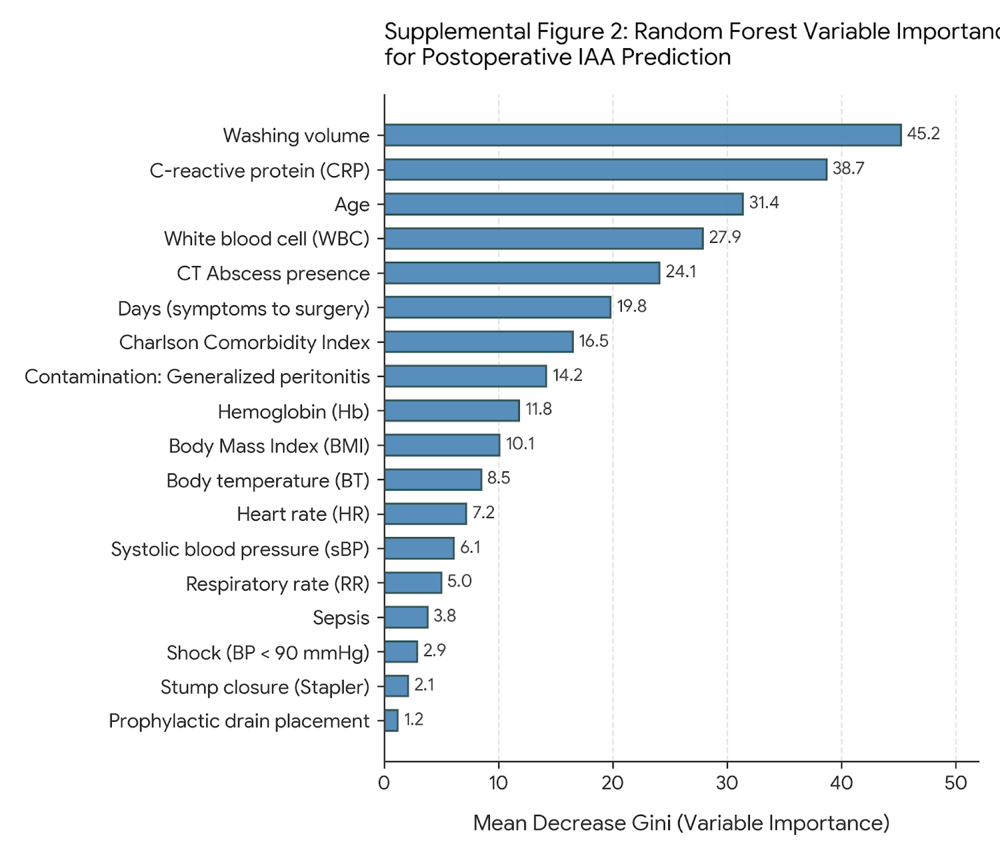 Supplemental Figure 2: Random Forest Variable Importanc
for Postoperative IAA Prediction
Washing volume 45.2
C-reactive protein (CRP) 38.7
Age 31.4
White blood cell (WBC) 27.9
CT Abscess presence 24.1
Days (symptoms to surgery) 19.8
Charlson Comorbidity Index 16.5
Contamination: Generalized peritonitis 14.2
Hemoglobin (Hb) 11.8
Body Mass Index (BMI) 10.1
Body temperature (BT) 8.5
Heart rate (HR) 7.2
Systolic blood pressure (sBP) 6.1
Respiratory rate (RR) 5.0
Sepsis 3.8
Shock (BP < 90 mmHg) 2.9
Stump closure (Stapler) 2.1
Prophylactic drain placement 1.2
0 10 20 30 40 50
Mean Decrease Gini (Variable Importance)